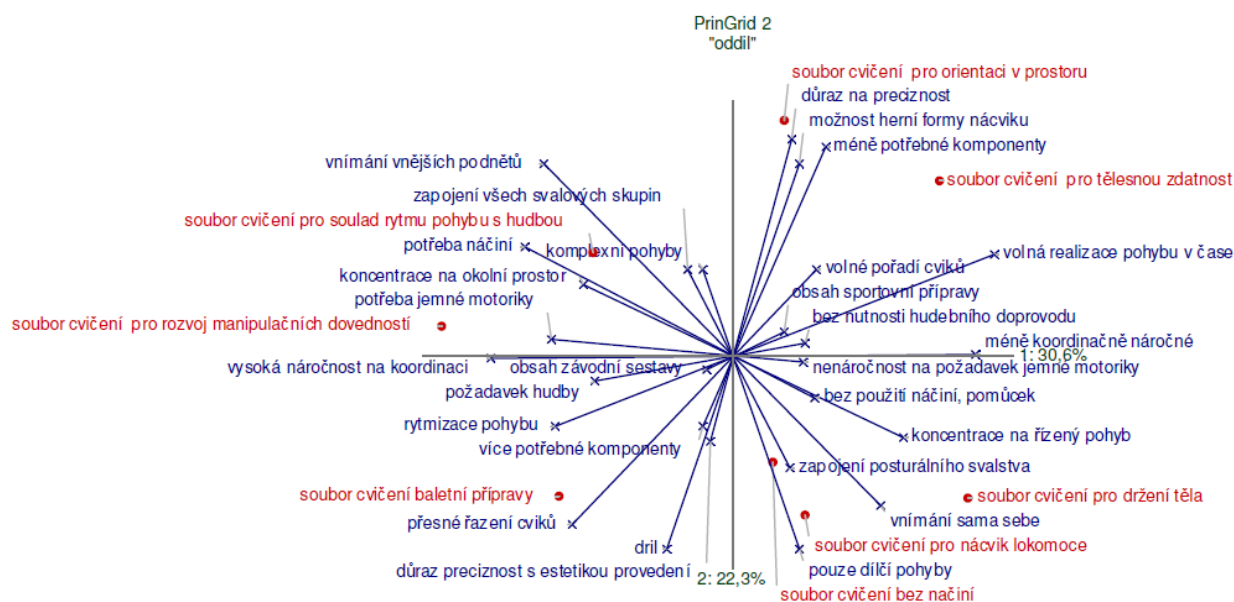 PrinGrid 2
"oddil"
soubor cvičení  pro orientaci v prostoru
důraz na preciznost
možnost herní formy nácviku
méně potřebné komponenty
vnímání vnějších podnětů
soubor cvičení  pro tělesnou zdatnost
zapojení všech svalových skupin
soubor cvičení pro soulad rytmu pohybu s hudbou
potřeba náčiní
komplexní pohyby
volná realizace pohybu v čase
koncentrace na okolní prostor
volné pořadí cviků
potřeba jemné motoriky
obsah sportovní přípravy
soubor cvičení  pro rozvoj manipulačních dovedností
bez nutnosti hudebního doprovodu
méně koordinačně náročné
1: 30,6%
vysoká náročnost na koordinaci
obsah závodní sestavy
nenáročnost na požadavek jemné motoriky
požadavek hudby
bez použití náčiní, pomůcek
rytmizace pohybu
koncentrace na řízený pohyb
více potřebné komponenty
zapojení posturálního svalstva
soubor cvičení baletní přípravy
soubor cvičení pro držení těla
přesné řazení cviků
vnímání sama sebe
dril
soubor cvičení pro nácvik lokomoce
důraz preciznost s estetikou provedení
2: 22,3%
pouze dílčí pohyby
soubor cvičení bez načiní